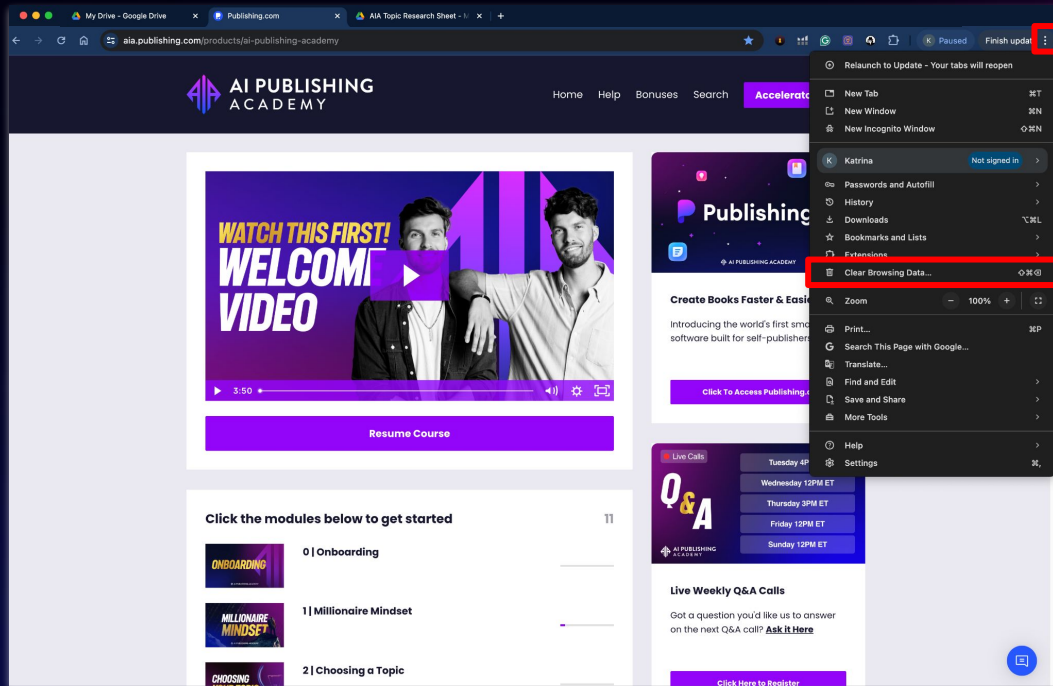 My Drive - Google Drive
Publishing.com
AIA Topic Research Sheet - M
aia.publishing.com/products/ai-publishing-academy
K Paused
Finish updat
AI PUBLISHING
ACADEMY
Home Help Bonuses Search Accelerato
WATCH THIS FIRST!
WELCOME
VIDEO
3:50
Resume Course
Click the modules below to get started 11
ONBOARDING
0 | Onboarding
MILLIONAIRE
MINDSET
1 | Millionaire Mindset
CHOOSING
2 | Choosing a Topic
Publishing
AI PUBLISHING ACADEMY
Create Books Faster & Easie
Introducing the world's first sma
software built for self-publishers
Click To Access Publishing.c
Live Calls
Q&A
AI PUBLISHING
ACADEMY
Tuesday 4P
Wednesday 12PM ET
Thursday 3PM ET
Friday 12PM ET
Sunday 12PM ET
Live Weekly Q&A Calls
Got a question you'd like us to answer
on the next Q&A call? Ask it Here
Click Here to Register
Relaunch to Update - Your tabs will reopen
New Tab ⌘T
New Window ⌘N
New Incognito Window ⇧⌘N
K Katrina Not signed in
Passwords and Autofill
History
Downloads ⌥⌘L
Bookmarks and Lists
Extensions
Clear Browsing Data... ⇧⌘⌫
Zoom − 100% +
Print... ⌘P
Search This Page with Google...
Translate...
Find and Edit
Save and Share
More Tools
Help
Settings ⌘,